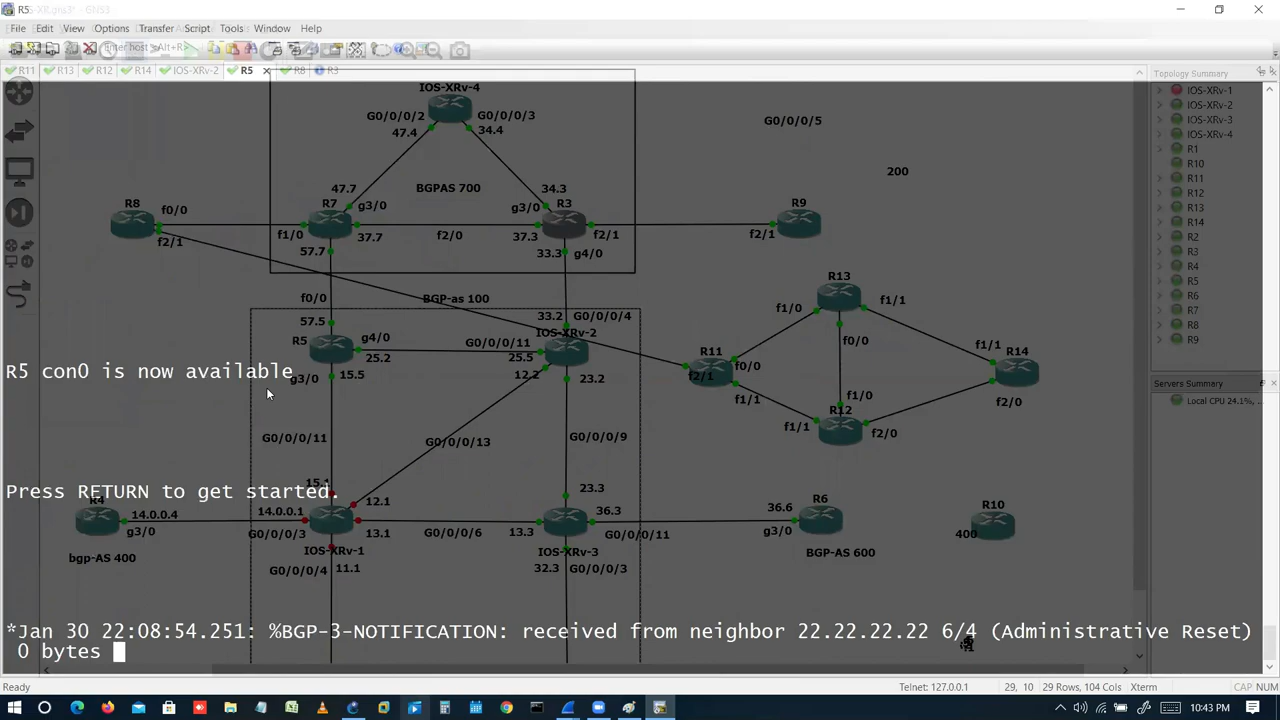 R5
XR.gns3* - GNS3
File Edit View Options Transfer Script Tools Window Help
Enter host <Alt+R>
R11 R13 R12 R14 IOS-XRv-2 R5 × R8 R3
Topology Summary
IOS-XRv-1
IOS-XRv-2
IOS-XRv-3
IOS-XRv-4
R1
R10
R11
R12
R13
R14
R2
R3
R4
R5
R6
R7
R8
R9
Servers Summary
Local CPU 24.1%, ...
IOS-XRv-4
G0/0/0/2 G0/0/0/3
47.4 34.4
G0/0/0/5
200
47.7 BGPAS 700 34.3
R8 f0/0 R7 g3/0 g3/0 R3 R9
f2/1 f1/0 37.7 f2/0 37.3 f2/1 f2/1
57.7 33.3 g4/0
R13
f0/0 BGP-as 100 f1/0 f1/1
57.5 33.2 G0/0/0/4
R5 g4/0 G0/0/0/11 IOS-XRv-2 f0/0 f1/1 R14
25.2 25.5 R11
g3/0 15.5 12.2 23.2 f2/1 f0/0
f1/1 f1/0 f2/0
R12
f1/1 f2/0
G0/0/0/11 G0/0/0/13 G0/0/0/9
R5 con0 is now available
Press RETURN to get started.
15.1 12.1 23.3
R4 14.0.0.4 14.0.0.1 36.3 36.6 R6 R10
g3/0 G0/0/0/3 13.1 G0/0/0/6 13.3 G0/0/0/11 g3/0 400
bgp-AS 400 IOS-XRv-1 IOS-XRv-3 BGP-AS 600
G0/0/0/4 11.1 32.3 G0/0/0/3
*Jan 30 22:08:54.251: %BGP-3-NOTIFICATION: received from neighbor 22.22.22.22 6/4 (Administrative Reset)
0 bytes
Ready Telnet: 127.0.0.1 29, 10 29 Rows, 104 Cols Xterm CAP NUM
10:43 PM